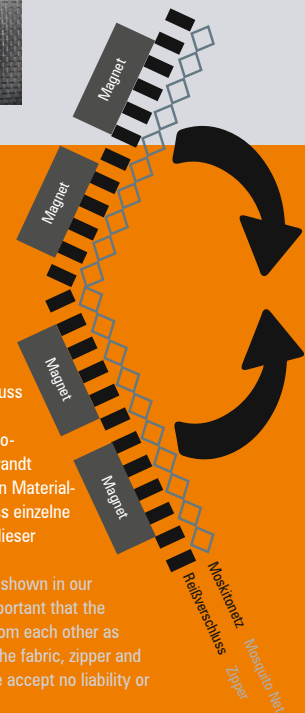 Magnet
Magnet
Magnet
Magnet
uss
o-
randt
n Material-
s einzelne
dieser
shown in our
portant that the
om each other as
he fabric, zipper and
e accept no liability or
Moskitonetz
Mosquito Net
Reißverschluss
Zipper